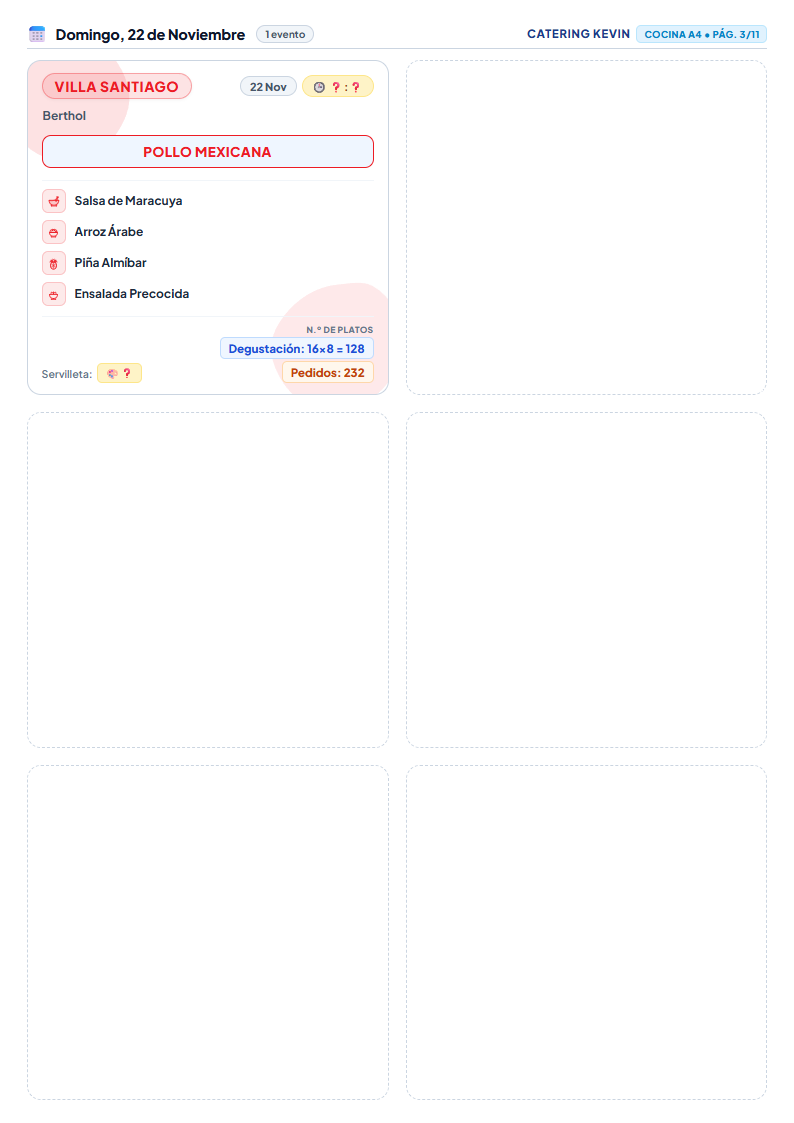 Domingo, 22 de Noviembre 1 evento
CATERING KEVIN COCINA A4 • PÁG. 3/11
VILLA SANTIAGO 22 Nov ❓ : ❓
Berthol
POLLO MEXICANA
Salsa de Maracuya
Arroz Árabe
Piña Almíbar
Ensalada Precocida
N.º DE PLATOS
Degustación: 16×8 = 128
Servilleta: ❓ Pedidos: 232